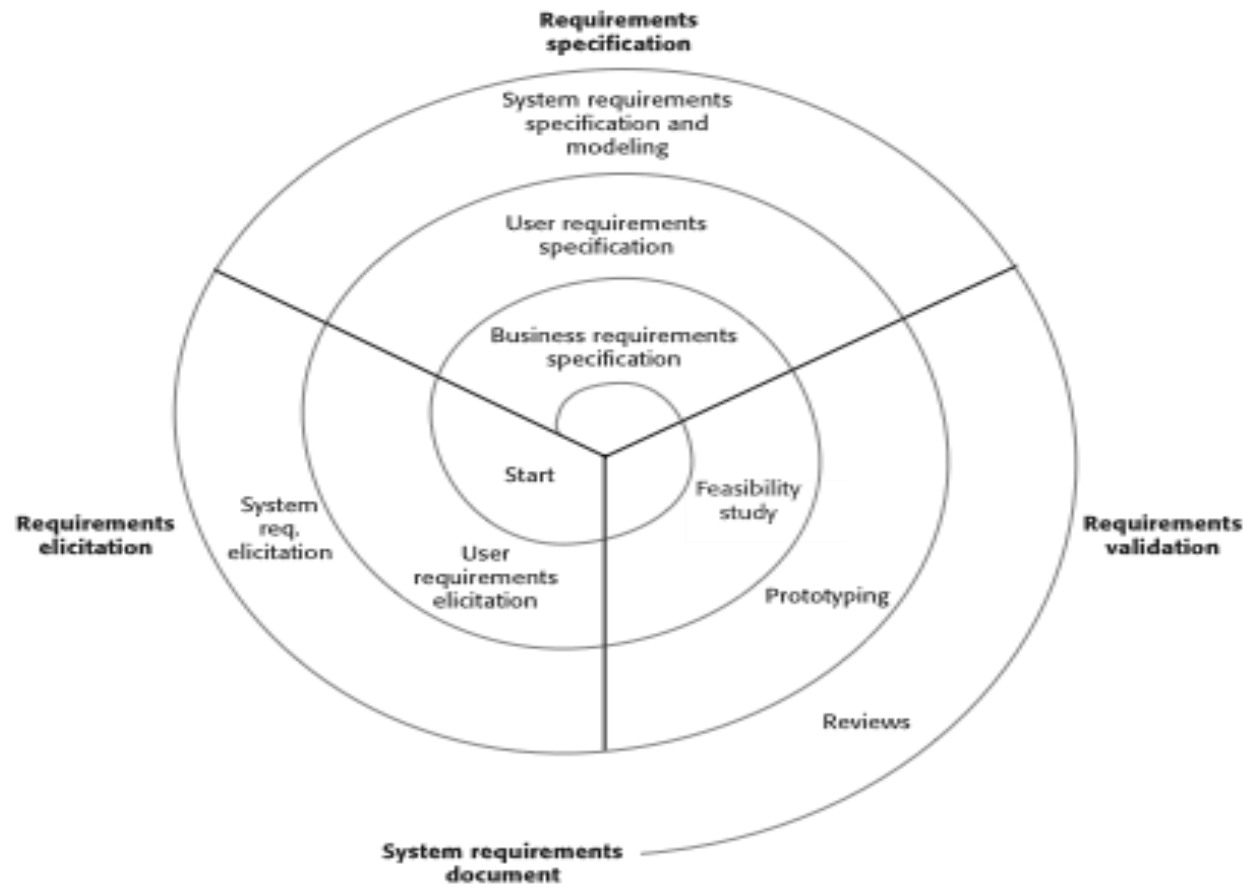 Requirements
specification
System requirements
specification and
modeling
User requirements
specification
Business requirements
specification
Start
Feasibility
study
System
req.
elicitation
Requirements
elicitation
Requirements
validation
User
requirements
elicitation
Prototyping
Reviews
System requirements
document